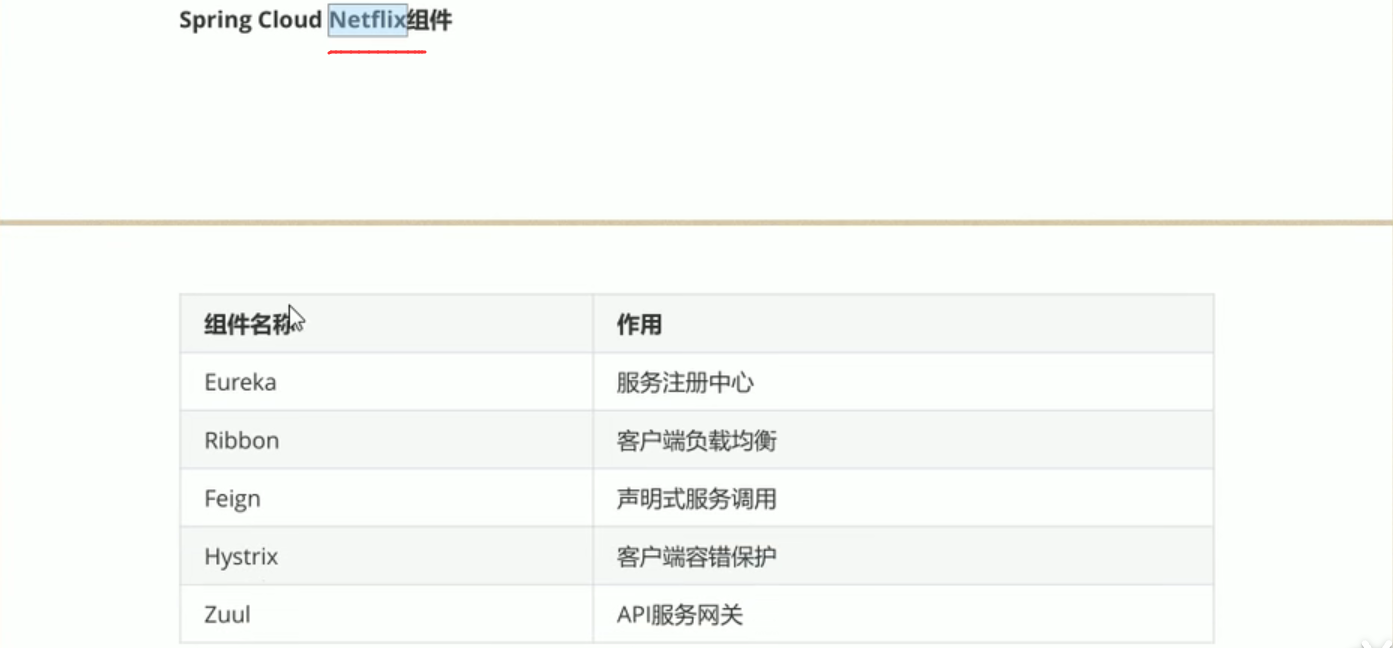 Spring Cloud Netflix组件
组件名称 作用
Eureka 服务注册中心
Ribbon 客户端负载均衡
Feign 声明式服务调用
Hystrix 客户端容错保护
Zuul API服务网关